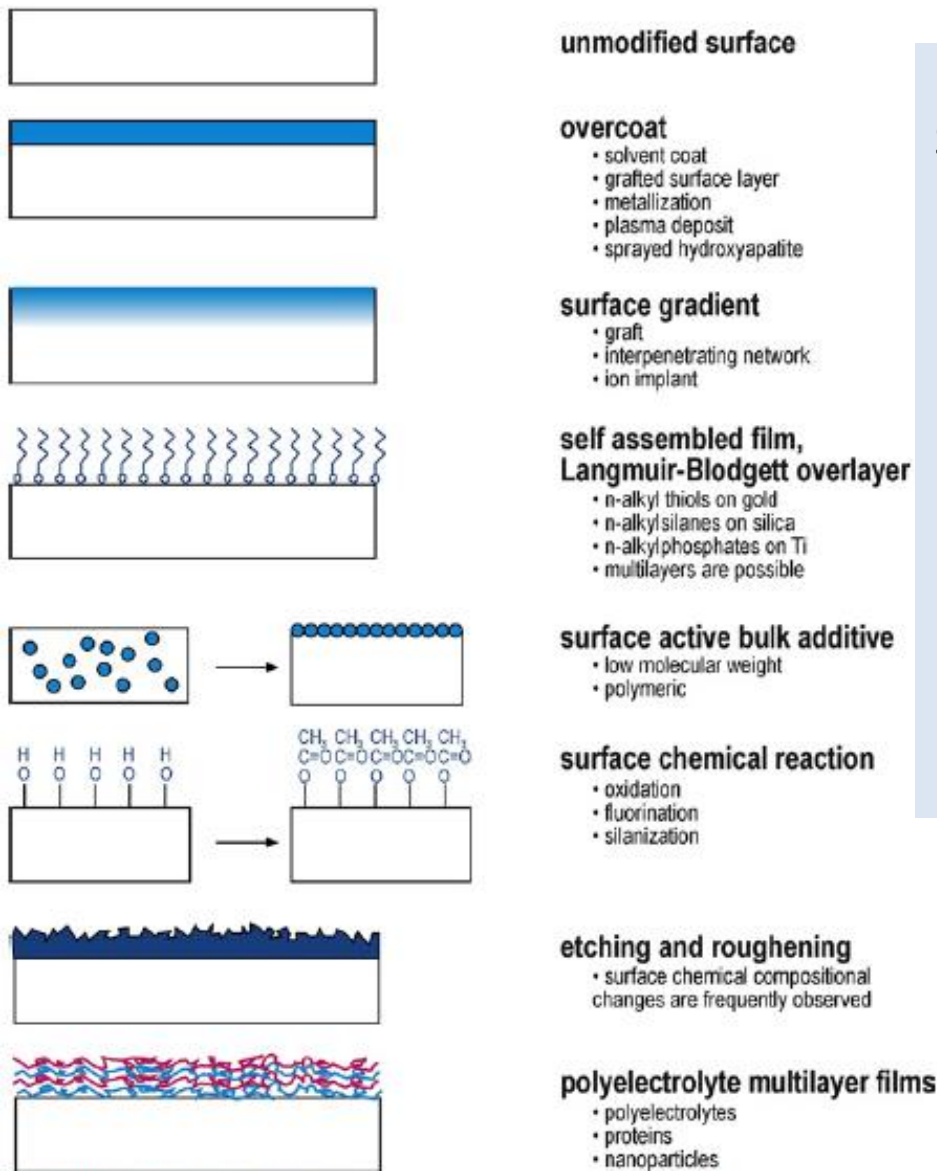 unmodified surface
overcoat
• solvent coat
• grafted surface layer
• metallization
• plasma deposit
• sprayed hydroxyapatite
surface gradient
• graft
• interpenetrating network
• ion implant
self assembled film,
Langmuir-Blodgett overlayer
• n-alkyl thiols on gold
• n-alkylsilanes on silica
• n-alkylphosphates on Ti
• multilayers are possible
surface active bulk additive
• low molecular weight
• polymeric
H H H H H
O O O O O
CH3 CH3 CH3 CH3 CH3
C=O C=O C=O C=O C=O
O O O O O
surface chemical reaction
• oxidation
• fluorination
• silanization
etching and roughening
• surface chemical compositional
changes are frequently observed
polyelectrolyte multilayer films
• polyelectrolytes
• proteins
• nanoparticles